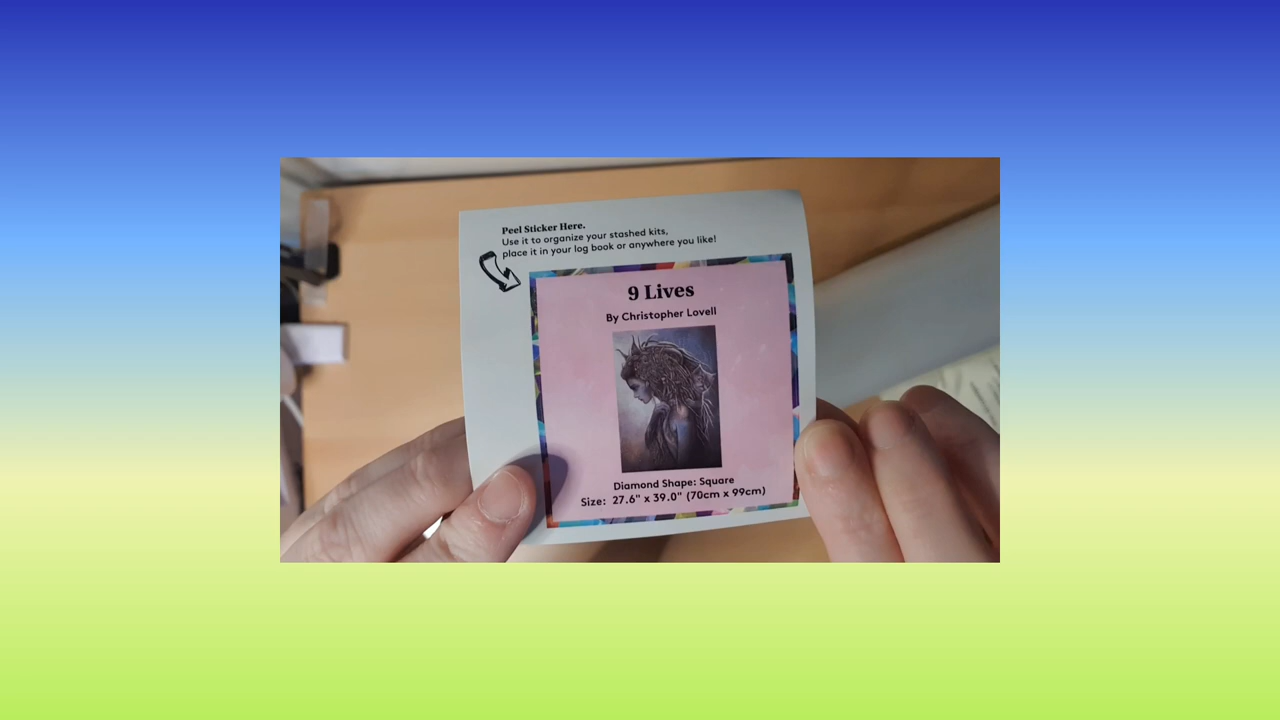 Peel Sticker Here.
Use it to organize your stashed kits,
place it in your log book or anywhere you like!
9 Lives
By Christopher Lovell
Diamond Shape: Square
Size: 27.6" x 39.0" (70cm x 99cm)